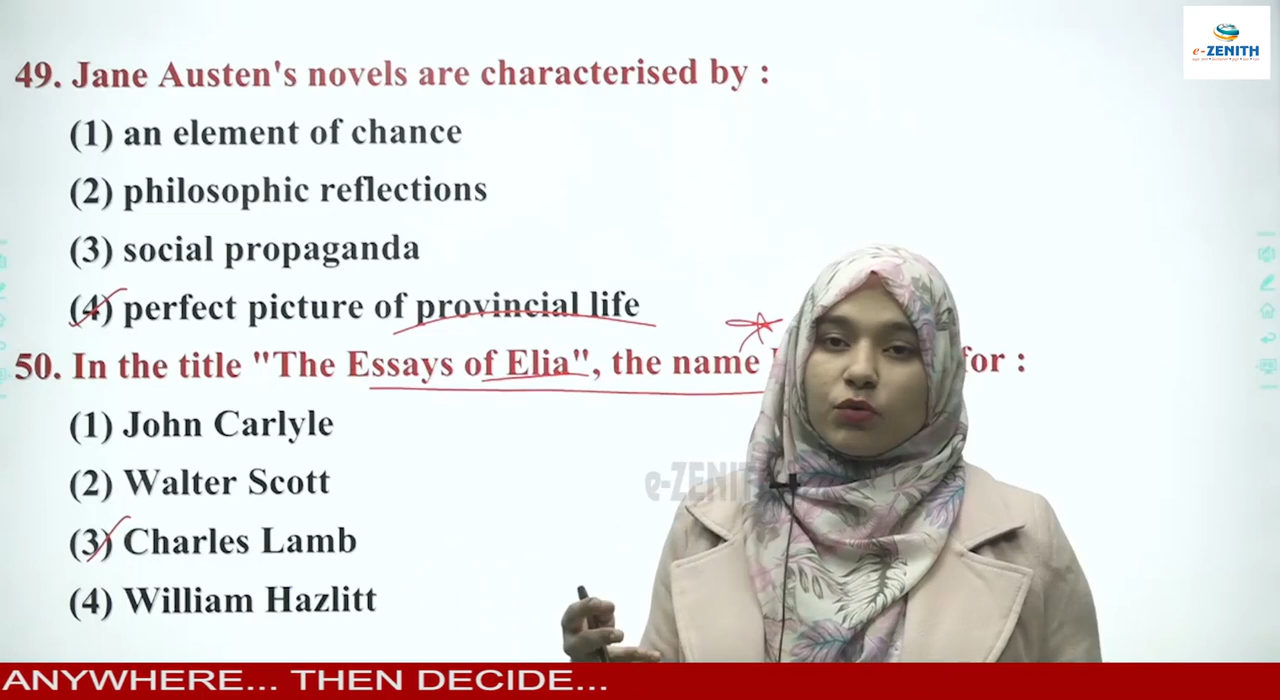 e-ZENITH
49. Jane Austen's novels are characterised by :
(1) an element of chance
(2) philosophic reflections
(3) social propaganda
(4) perfect picture of provincial life
50. In the title "The Essays of Elia", the name for :
(1) John Carlyle
(2) Walter Scott
e-ZENITH
(3) Charles Lamb
(4) William Hazlitt
ANYWHERE... THEN DECIDE...